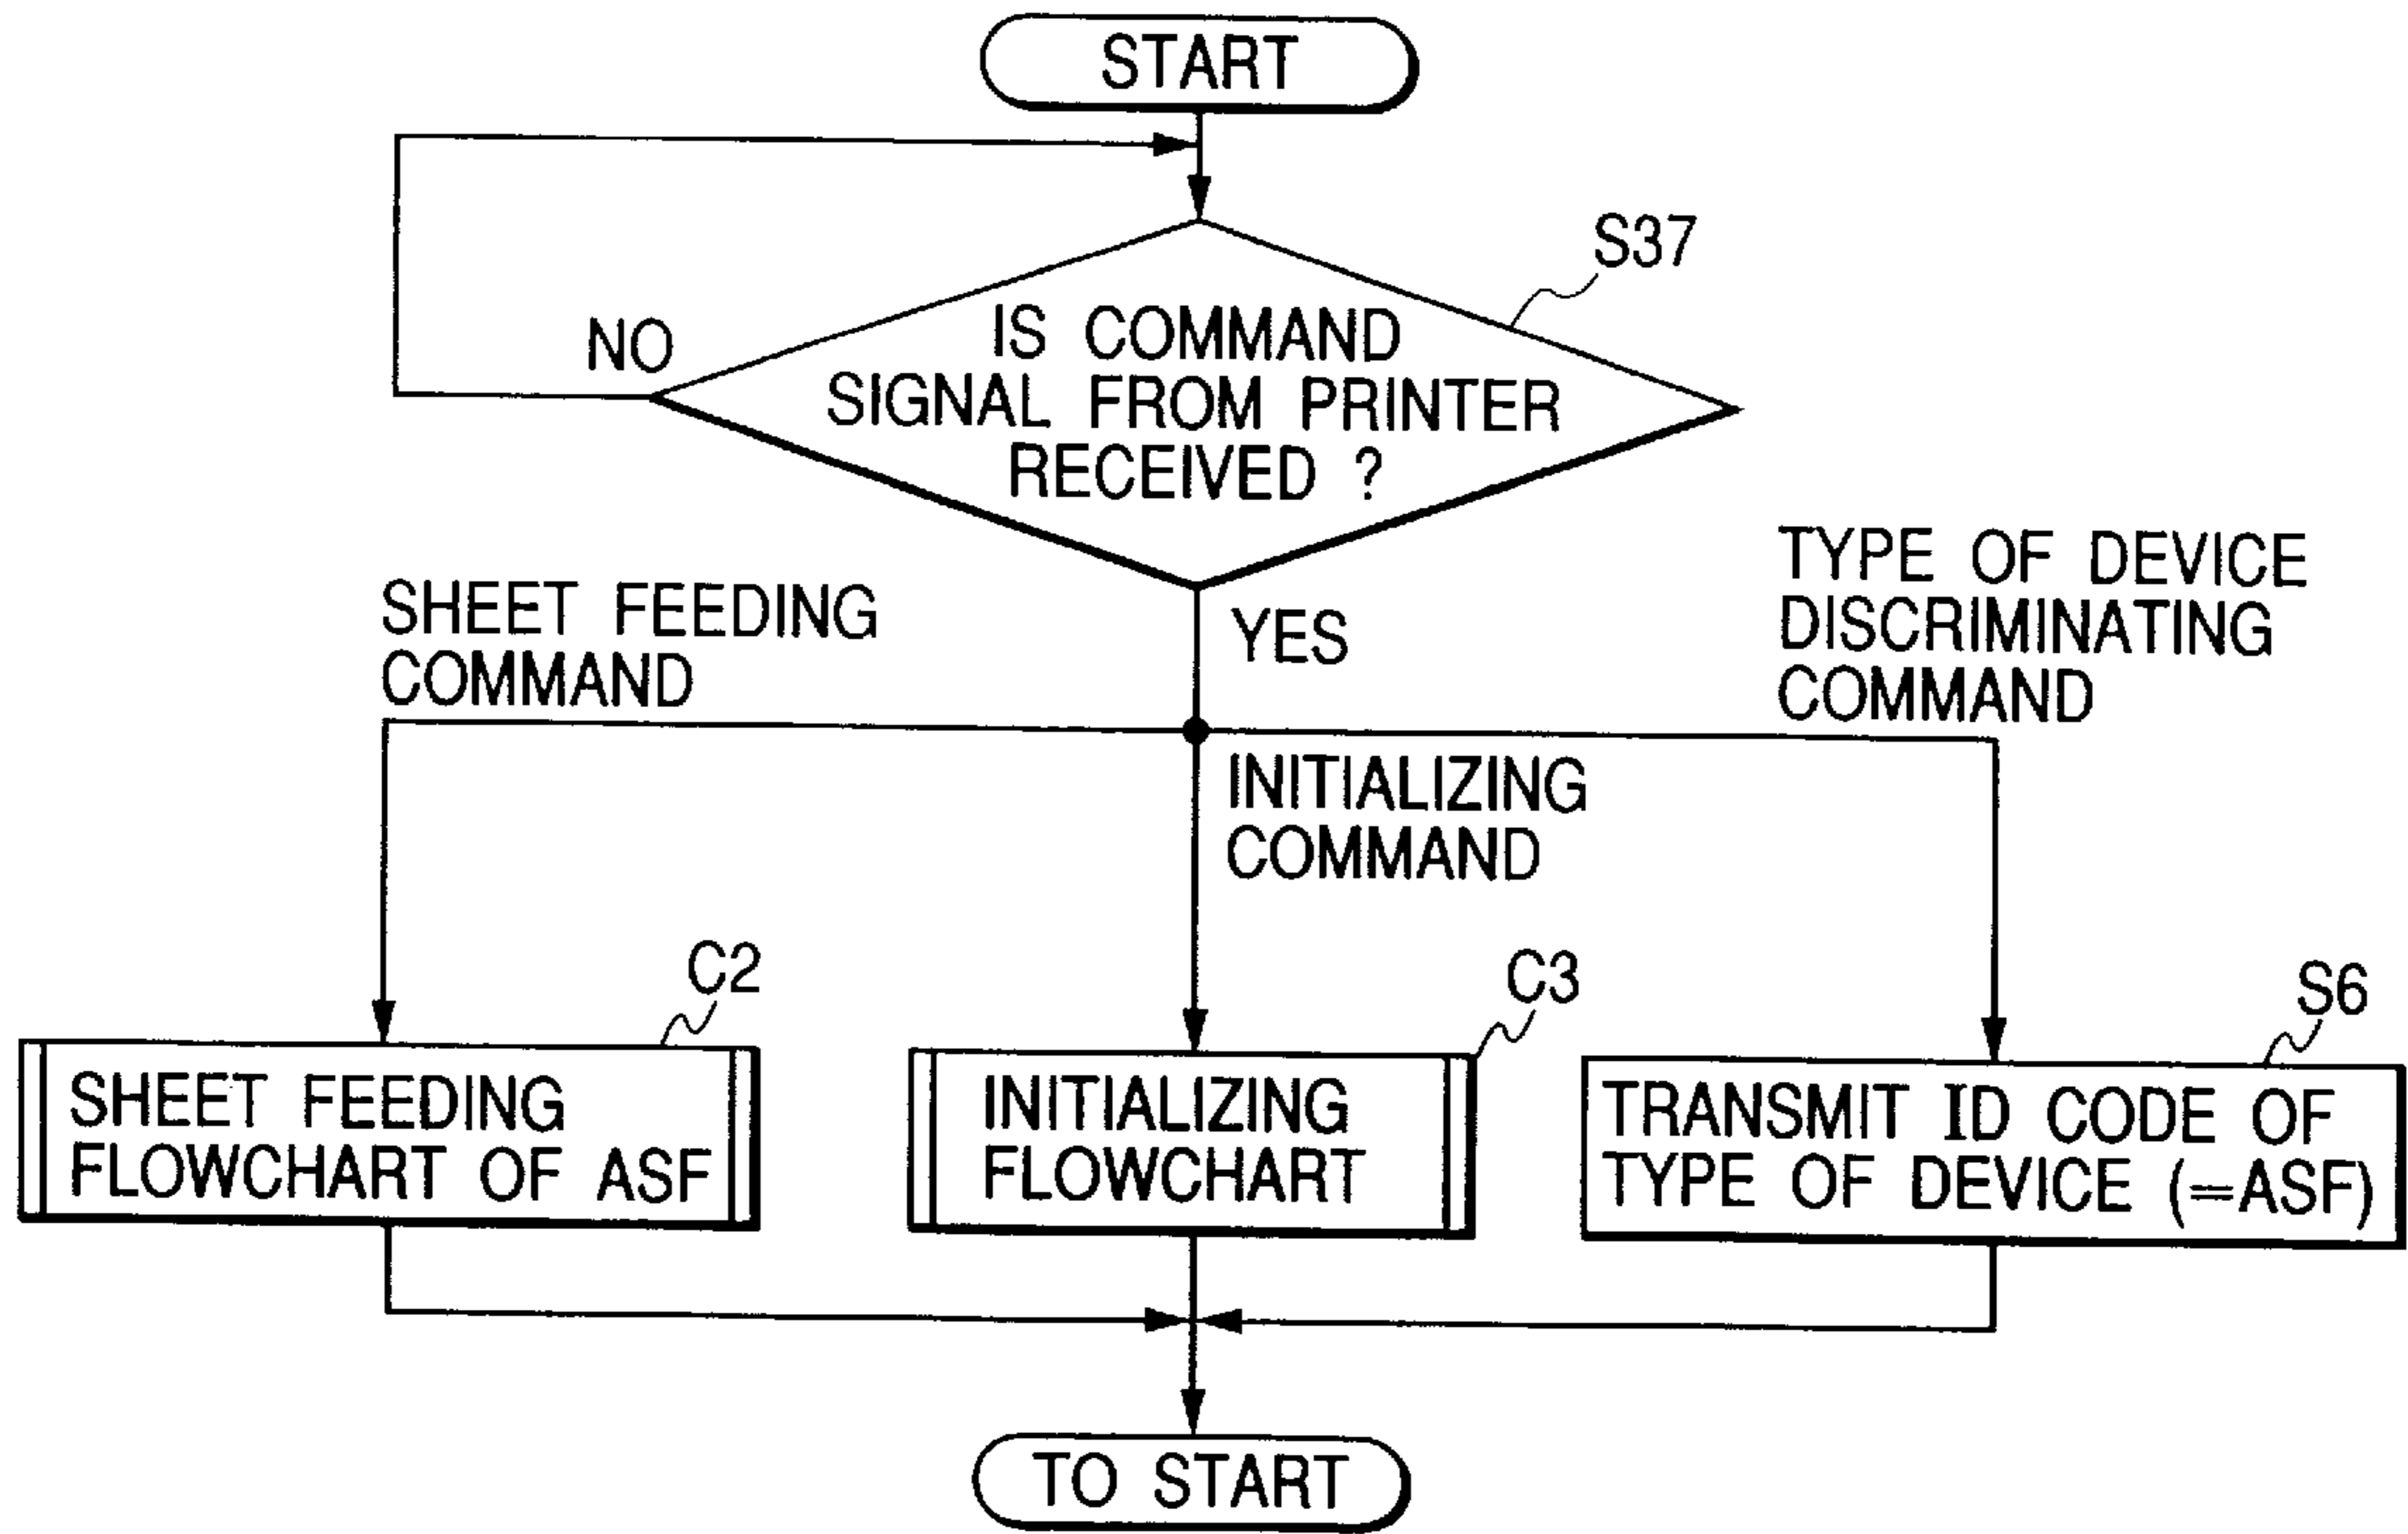 START
S37
NO
IS COMMAND
SIGNAL FROM PRINTER
RECEIVED ?
YES
SHEET FEEDING
COMMAND
INITIALIZING
COMMAND
TYPE OF DEVICE
DISCRIMINATING
COMMAND
C2
SHEET FEEDING
FLOWCHART OF ASF
C3
INITIALIZING
FLOWCHART
S6
TRANSMIT ID CODE OF
TYPE OF DEVICE (=ASF)
TO START